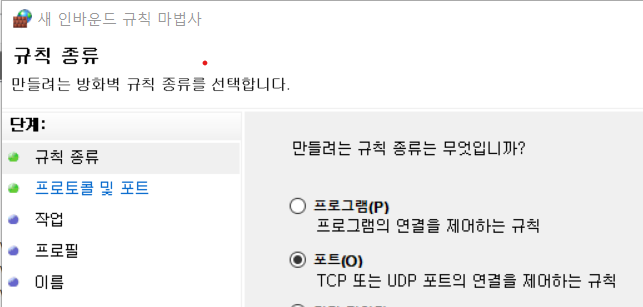 새 인바운드 규칙 마법사
규칙 종류
만들려는 방화벽 규칙 종류를 선택합니다.
단계:
규칙 종류
프로토콜 및 포트
작업
프로필
이름
만들려는 규칙 종류는 무엇입니까?
프로그램(P)
프로그램의 연결을 제어하는 규칙
포트(O)
TCP 또는 UDP 포트의 연결을 제어하는 규칙